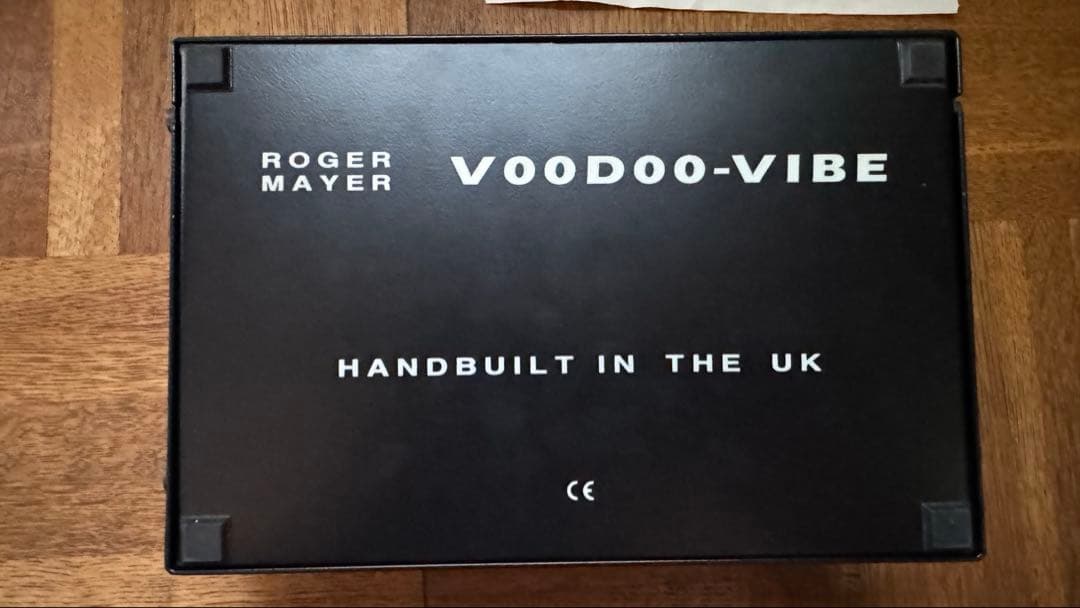 ROGER
MAYER
VOODOO-VIBE
HANDBUILT IN THE UK
CE